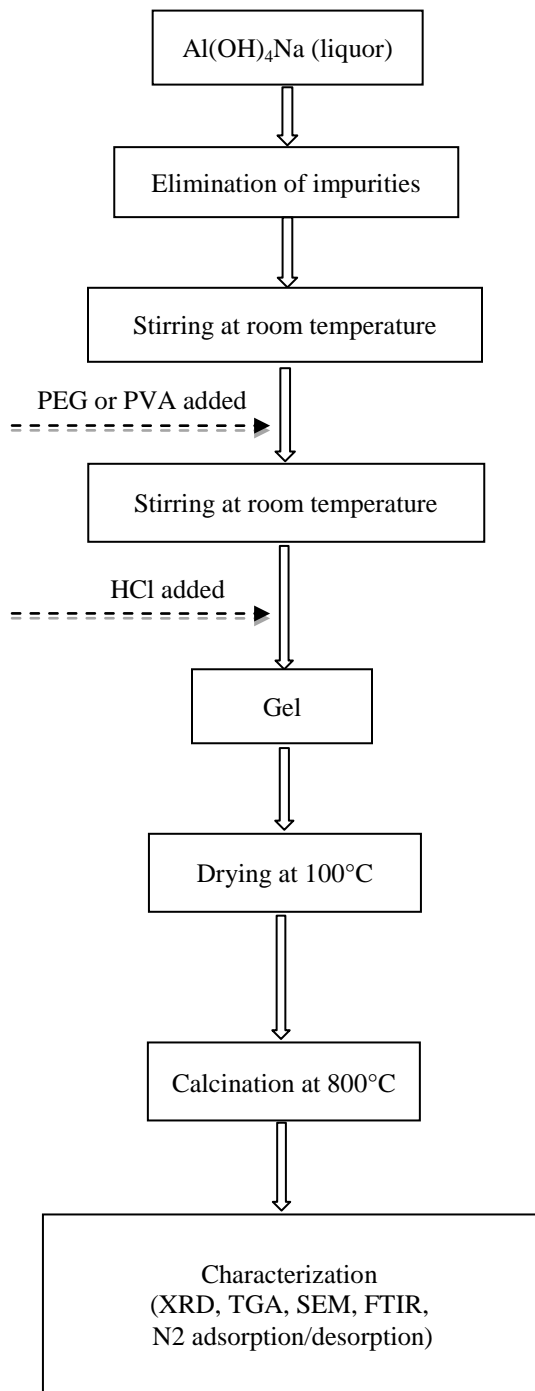 Al(OH)₄Na (liquor)
Elimination of impurities
Stirring at room temperature
PEG or PVA added
Stirring at room temperature
HCl added
Gel
Drying at 100°C
Calcination at 800°C
Characterization
(XRD, TGA, SEM, FTIR,
N2 adsorption/desorption)